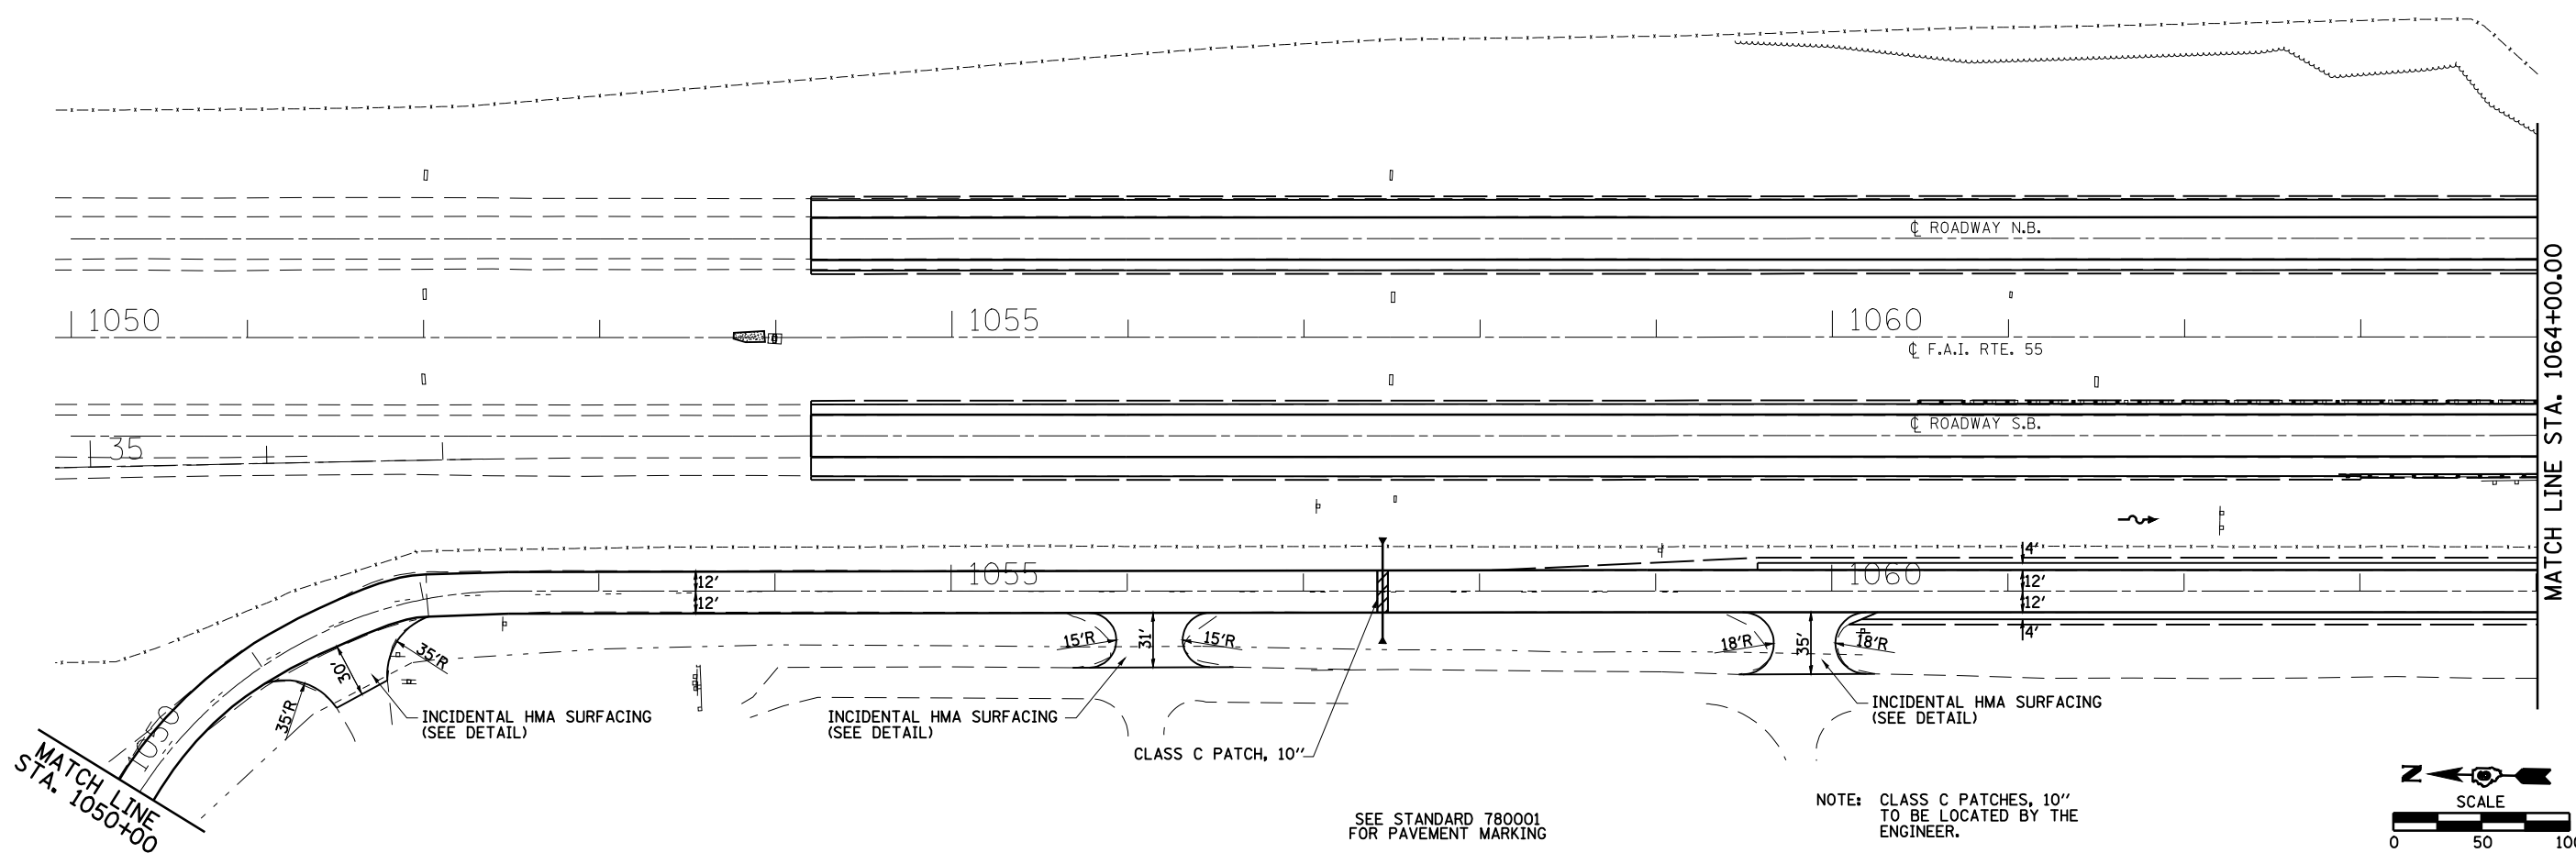 ℄ ROADWAY N.B.
1050
1055
1060
℄ F.A.I. RTE. 55
℄ ROADWAY S.B.
35
MATCH LINE STA. 1064+00.00
4'
1055
1060
12'
12'
12'
12'
4'
15'R
31'
15'R
18'R
35'
18'R
35'R
30'
35'R
1050
INCIDENTAL HMA SURFACING
(SEE DETAIL)
INCIDENTAL HMA SURFACING
(SEE DETAIL)
INCIDENTAL HMA SURFACING
(SEE DETAIL)
CLASS C PATCH, 10"
MATCH LINE
STA. 1050+00
SEE STANDARD 780001
FOR PAVEMENT MARKING
NOTE: CLASS C PATCHES, 10"
TO BE LOCATED BY THE
ENGINEER.
N
SCALE
0 50 100